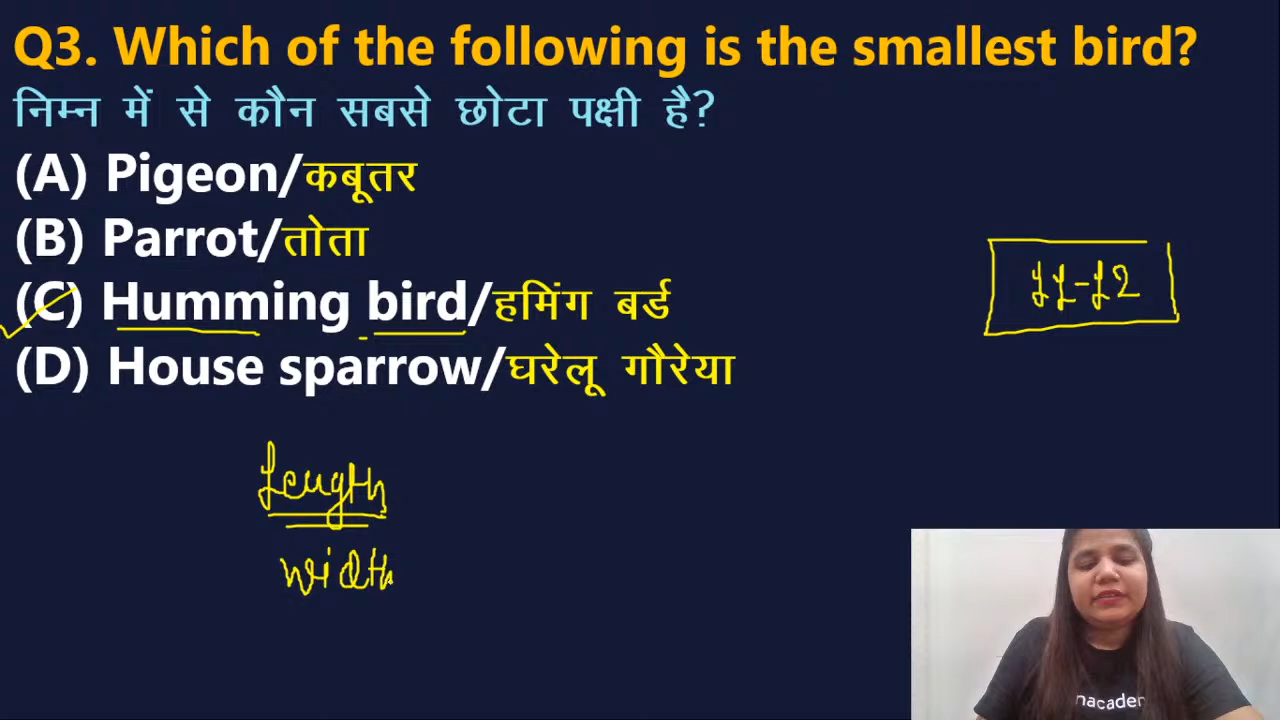 Q3. Which of the following is the smallest bird?
निम्न में से कौन सबसे छोटा पक्षी है?
(A) Pigeon/कबूतर
(B) Parrot/तोता
(C) Humming bird/हमिंग बर्ड
(D) House sparrow/घरेलू गौरेया
Length
width
nacaden